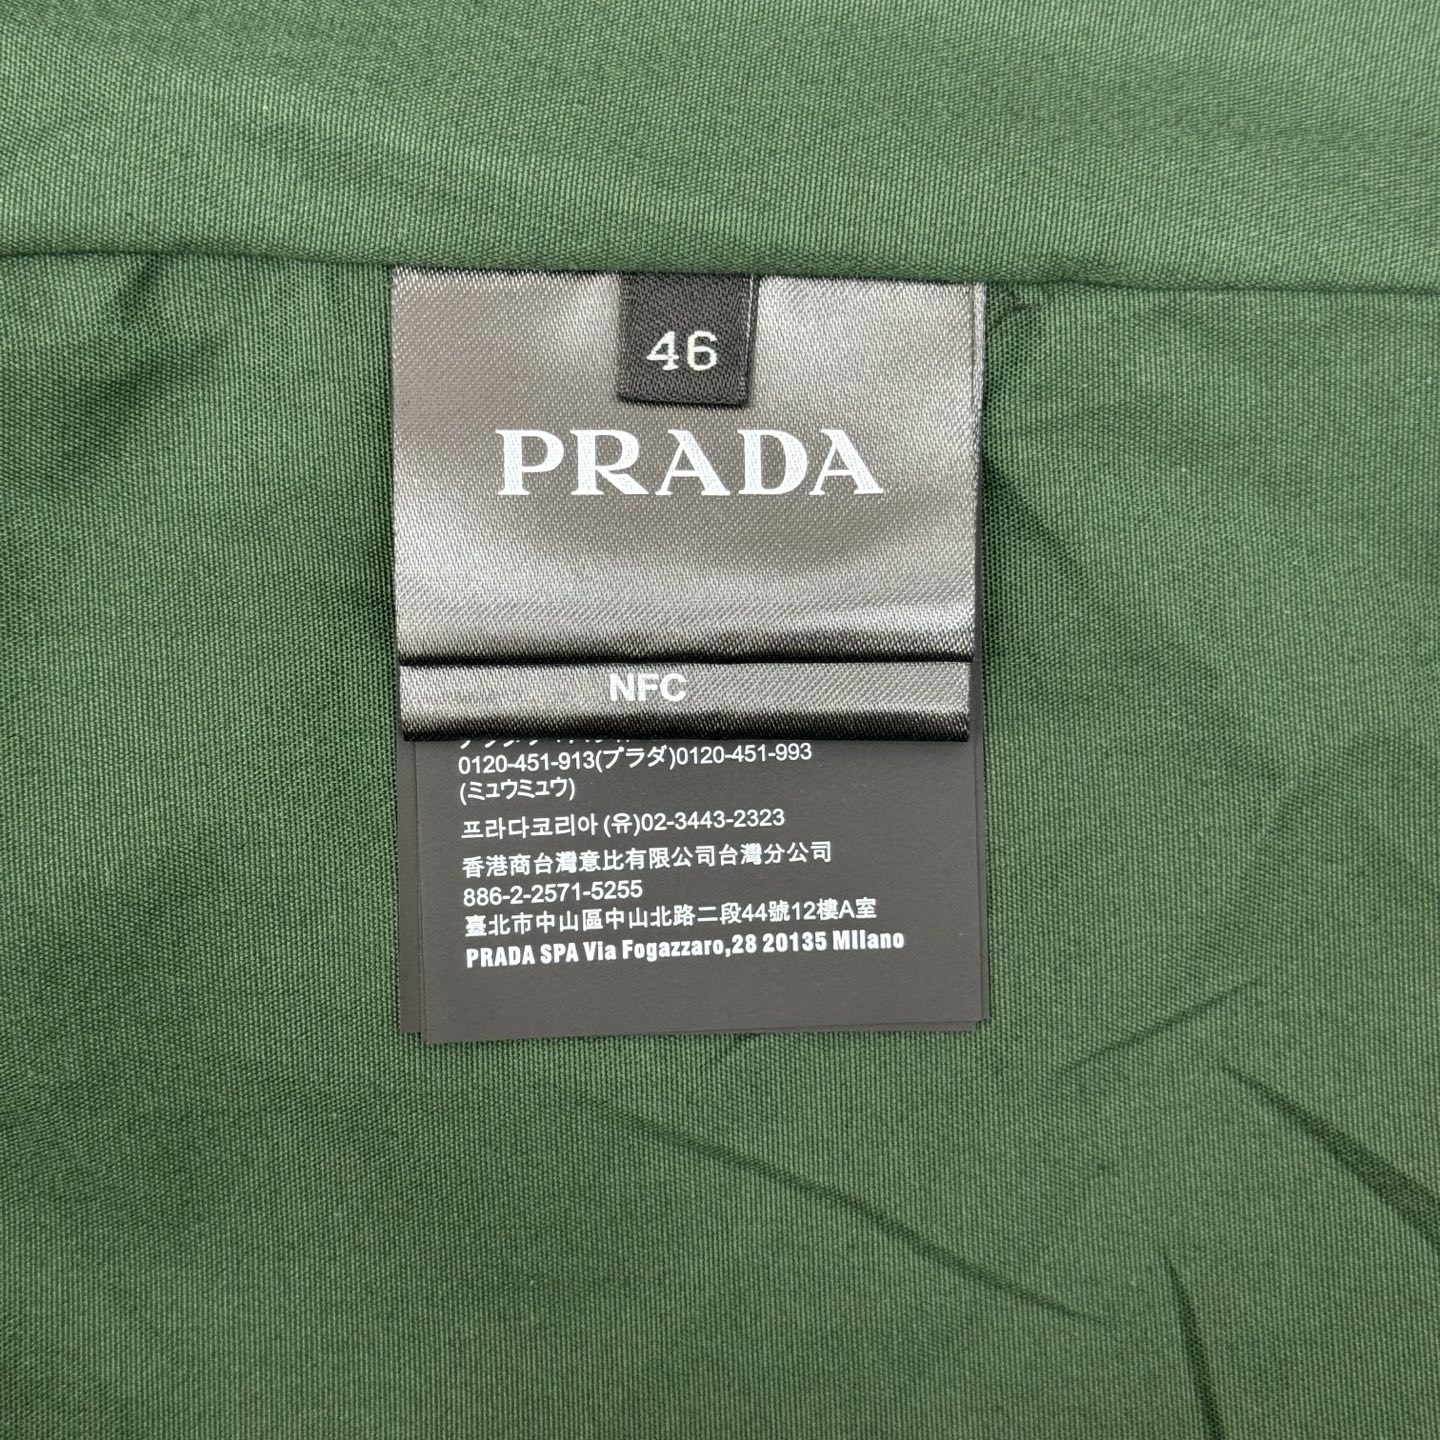 46
PRADA
NFC
0120-451-913(プラダ)0120-451-993
(ミュウミュウ)
프라다코리아 (유)02-3443-2323
香港商台灣意比有限公司台灣分公司
886-2-2571-5255
臺北市中山區中山北路二段44號12樓A室
PRADA SPA Via Fogazzaro,28 20135 Milano